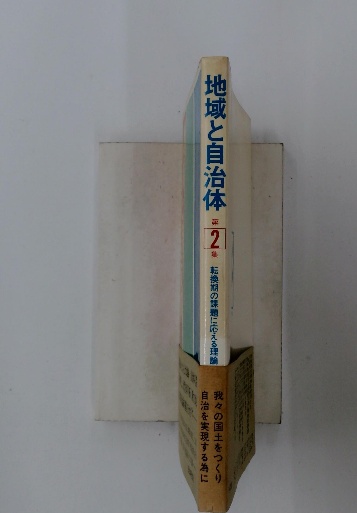 地域と自治体
第
2
集
転換期の課題に応える理論
我々の国土をつくり
自治を実現する為に